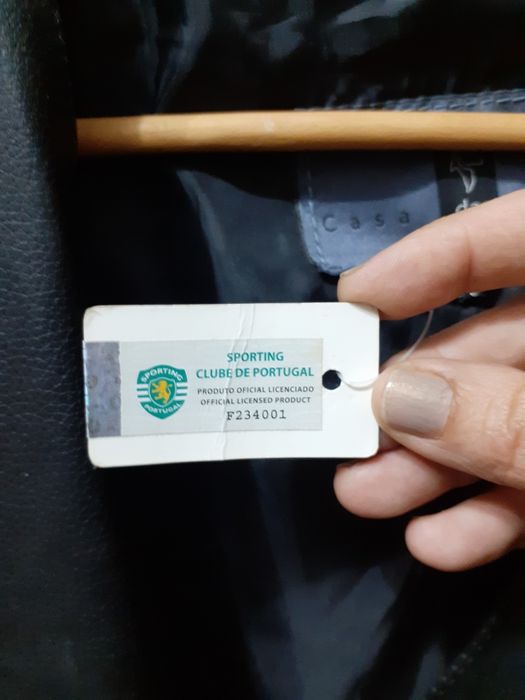 Casa
SPORTING
CLUBE DE PORTUGAL
PRODUTO OFICIAL LICENCIADO
OFFICIAL LICENSED PRODUCT
F234001
SPORTING
PORTUGAL